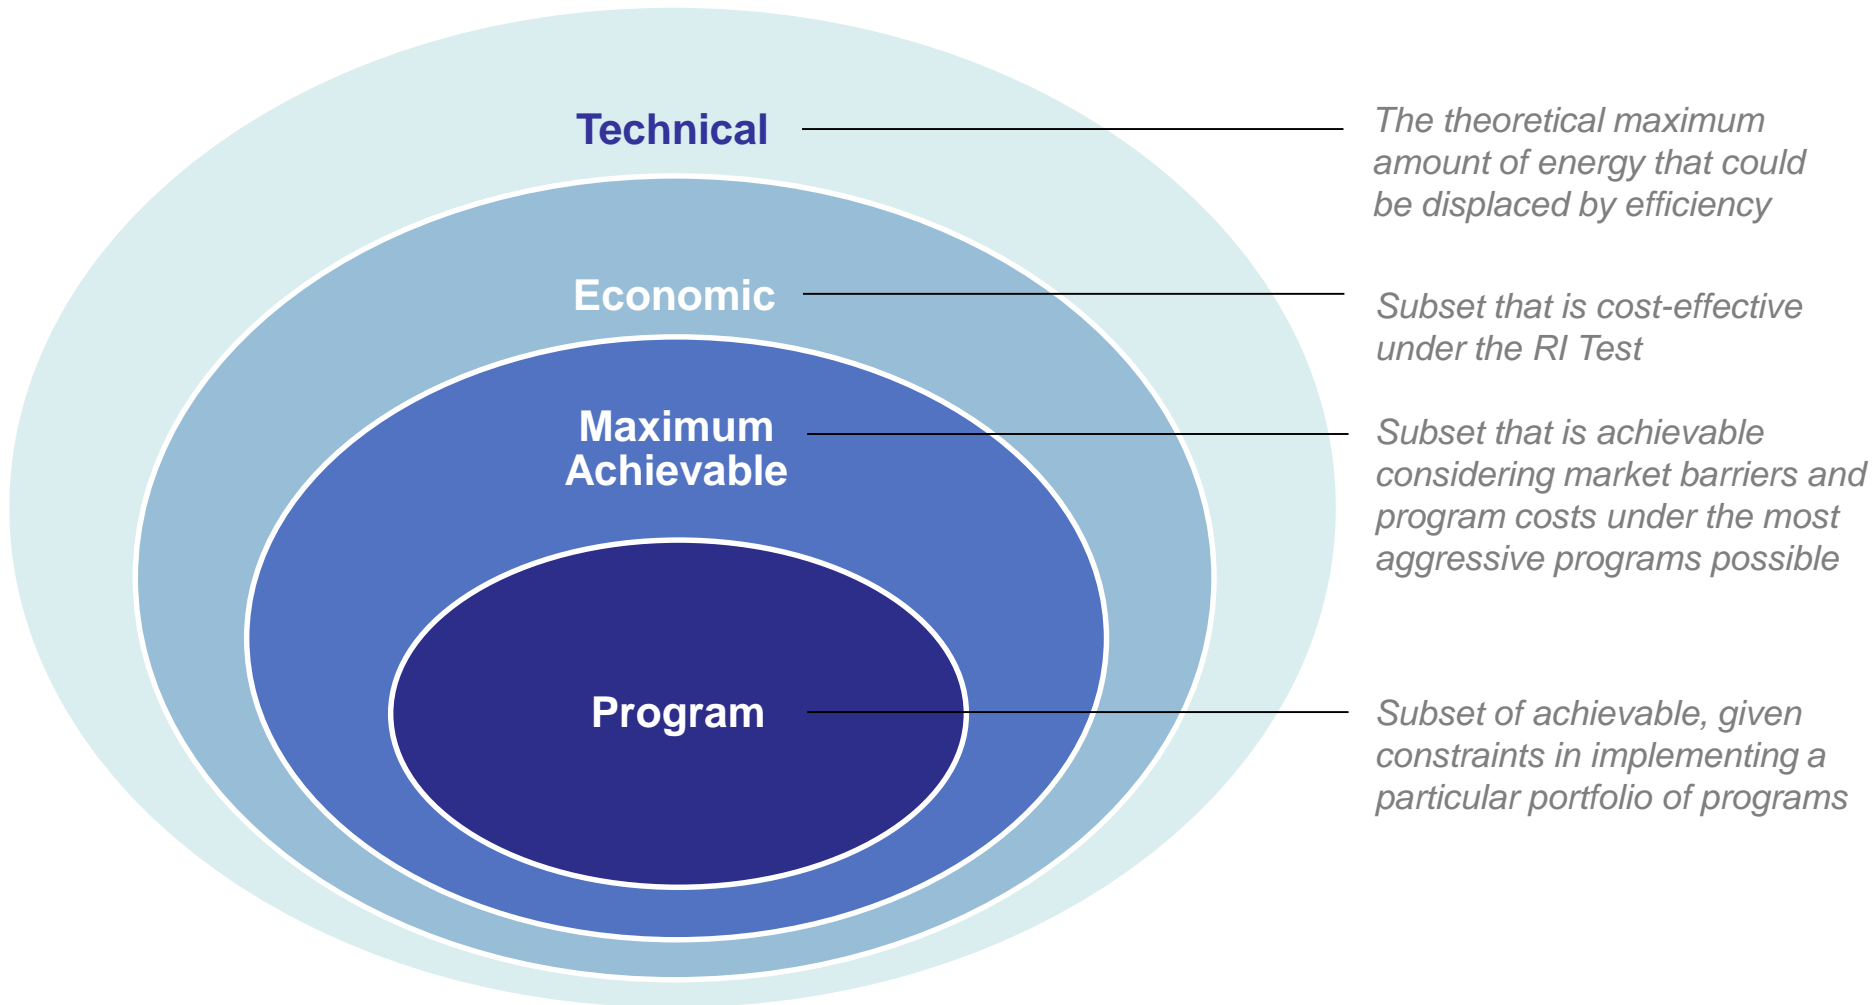 Technical
The theoretical maximum
amount of energy that could
be displaced by efficiency
Economic
Subset that is cost-effective
under the RI Test
Maximum
Achievable
Subset that is achievable
considering market barriers and
program costs under the most
aggressive programs possible
Program
Subset of achievable, given
constraints in implementing a
particular portfolio of programs